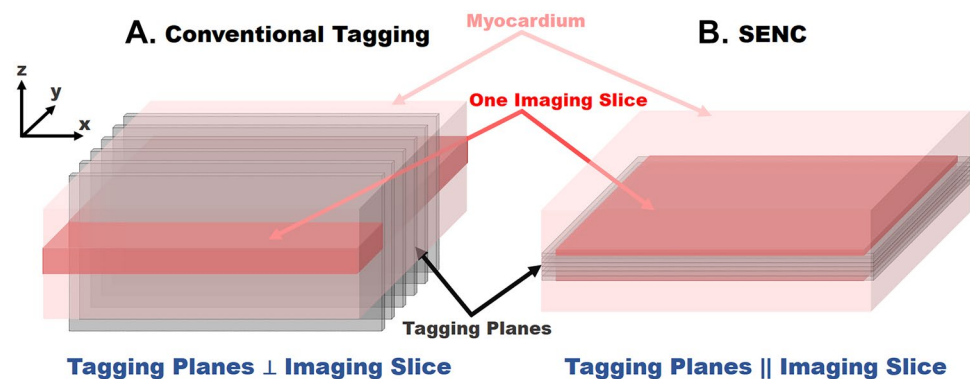 Myocardium
A. Conventional Tagging
B. SENC
z
y
x
One Imaging Slice
Tagging Planes
Tagging Planes ⊥ Imaging Slice
Tagging Planes || Imaging Slice